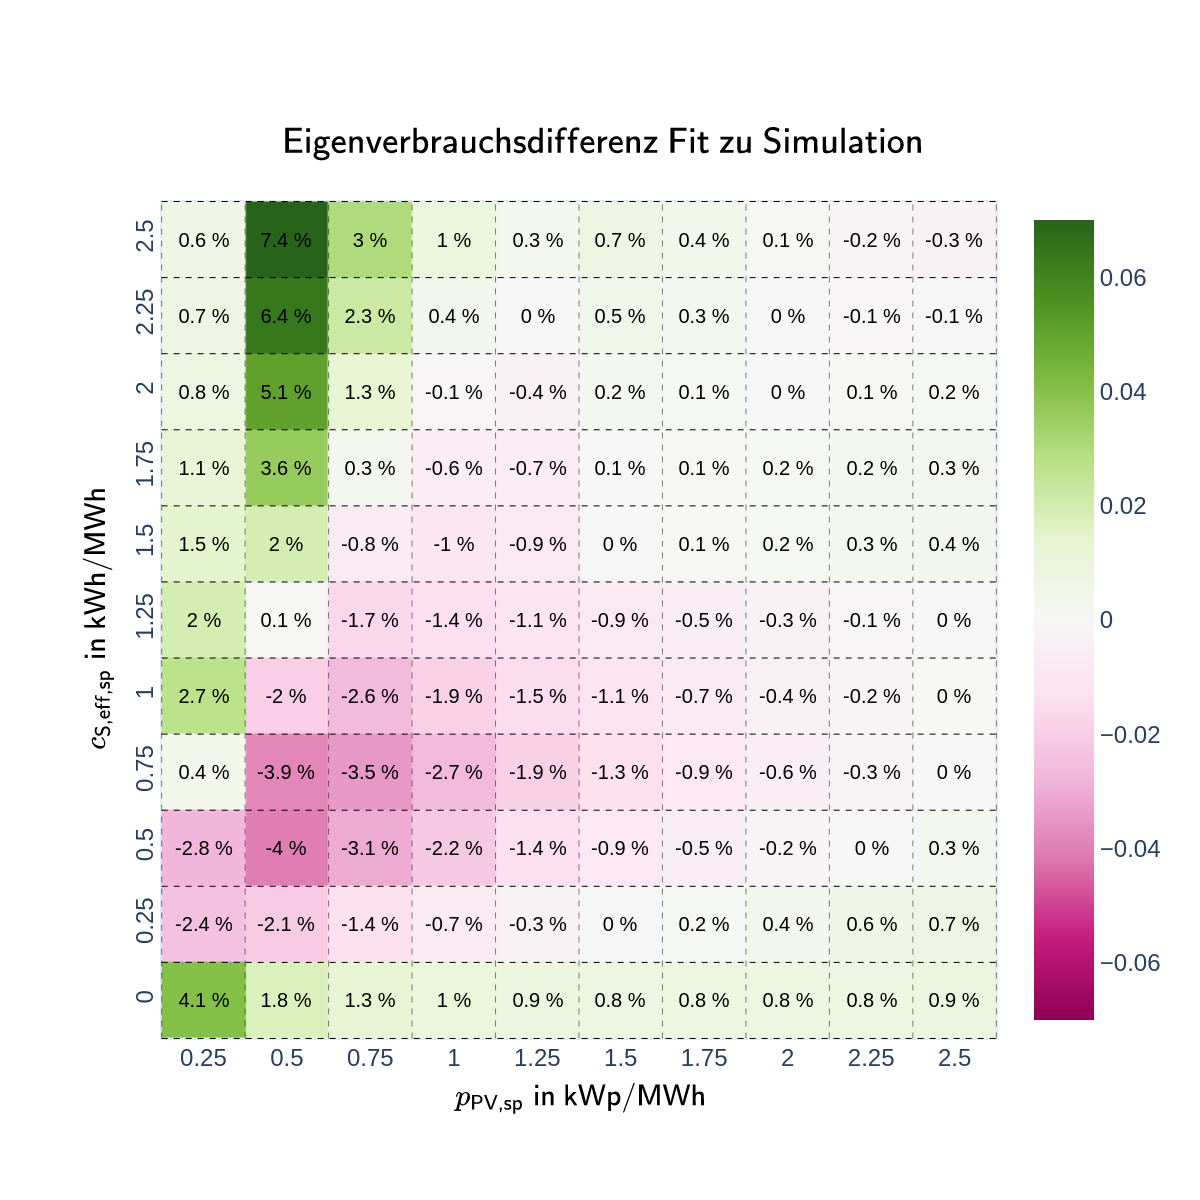 Eigenverbrauchsdifferenz Fit zu Simulation
c_S,eff,sp in kWh/MWh
2.5 0.6 % 7.4 % 3 % 1 % 0.3 % 0.7 % 0.4 % 0.1 % -0.2 % -0.3 %
2.25 0.7 % 6.4 % 2.3 % 0.4 % 0 % 0.5 % 0.3 % 0 % -0.1 % -0.1 %
2 0.8 % 5.1 % 1.3 % -0.1 % -0.4 % 0.2 % 0.1 % 0 % 0.1 % 0.2 %
1.75 1.1 % 3.6 % 0.3 % -0.6 % -0.7 % 0.1 % 0.1 % 0.2 % 0.2 % 0.3 %
1.5 1.5 % 2 % -0.8 % -1 % -0.9 % 0 % 0.1 % 0.2 % 0.3 % 0.4 %
1.25 2 % 0.1 % -1.7 % -1.4 % -1.1 % -0.9 % -0.5 % -0.3 % -0.1 % 0 %
1 2.7 % -2 % -2.6 % -1.9 % -1.5 % -1.1 % -0.7 % -0.4 % -0.2 % 0 %
0.75 0.4 % -3.9 % -3.5 % -2.7 % -1.9 % -1.3 % -0.9 % -0.6 % -0.3 % 0 %
0.5 -2.8 % -4 % -3.1 % -2.2 % -1.4 % -0.9 % -0.5 % -0.2 % 0 % 0.3 %
0.25 -2.4 % -2.1 % -1.4 % -0.7 % -0.3 % 0 % 0.2 % 0.4 % 0.6 % 0.7 %
0 4.1 % 1.8 % 1.3 % 1 % 0.9 % 0.8 % 0.8 % 0.8 % 0.8 % 0.9 %
0.25 0.5 0.75 1 1.25 1.5 1.75 2 2.25 2.5
p_PV,sp in kWp/MWh
0.06
0.04
0.02
0
−0.02
−0.04
−0.06